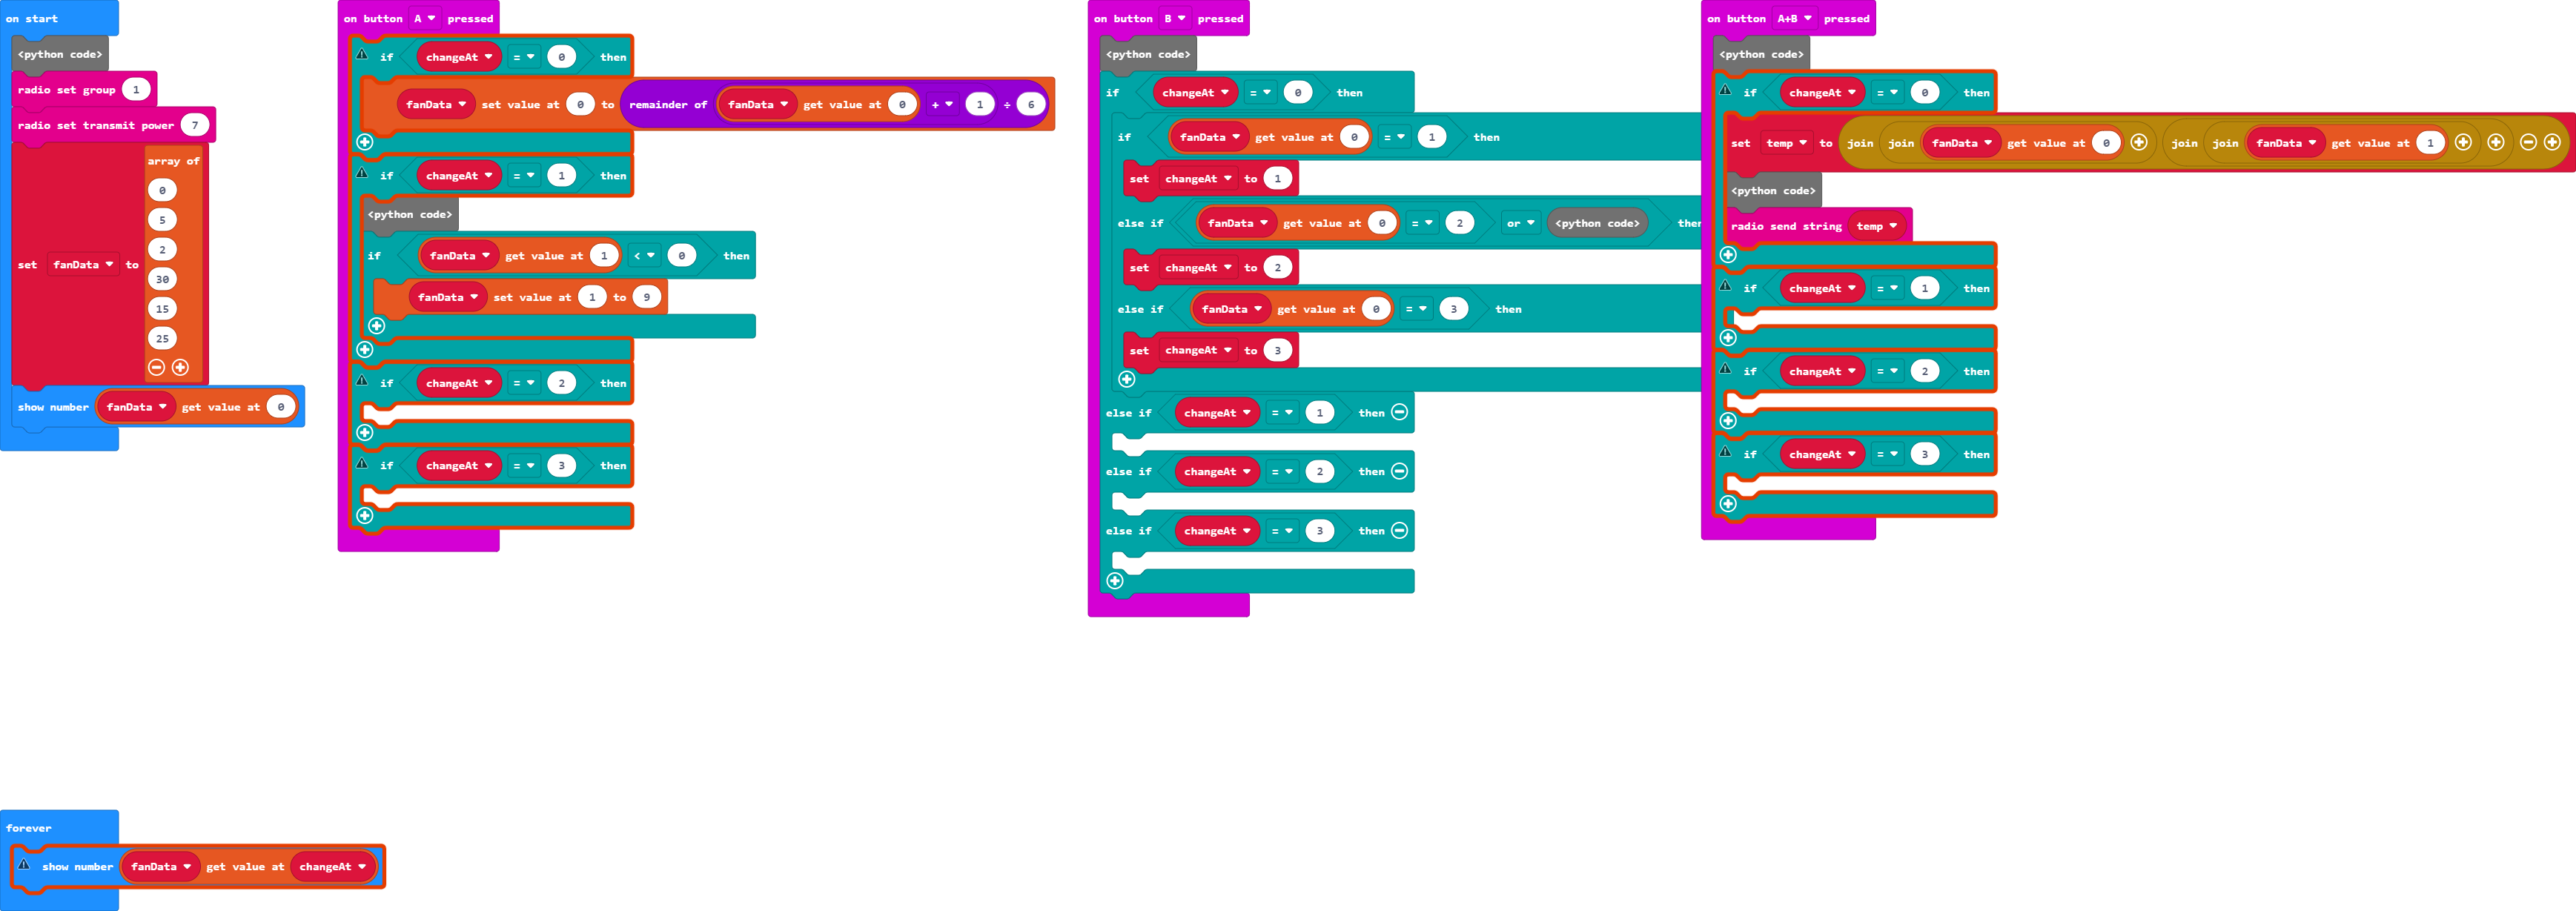 on start
<python code>
radio set group 1
radio set transmit power 7
set fanData to array of
0
5
2
30
15
25
show number fanData get value at 0
on button A pressed
if changeAt = 0 then
fanData set value at 0 to remainder of fanData get value at 0 + 1 ÷ 6
if changeAt = 1 then
<python code>
if fanData get value at 1 < 0 then
fanData set value at 1 to 9
if changeAt = 2 then
if changeAt = 3 then
on button B pressed
<python code>
if changeAt = 0 then
if fanData get value at 0 = 1 then
set changeAt to 1
else if fanData get value at 0 = 2 or <python code> then
set changeAt to 2
else if fanData get value at 0 = 3 then
set changeAt to 3
else if changeAt = 1 then
else if changeAt = 2 then
else if changeAt = 3 then
on button A+B pressed
<python code>
if changeAt = 0 then
set temp to join join fanData get value at 0 join join fanData get value at 1
<python code>
radio send string temp
if changeAt = 1 then
if changeAt = 2 then
if changeAt = 3 then
forever
show number fanData get value at changeAt